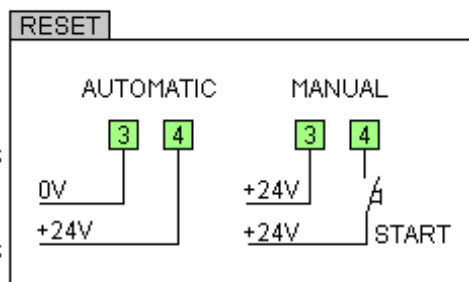 RESET
AUTOMATIC MANUAL
3 4 3 4
0V +24V
+24V +24V START